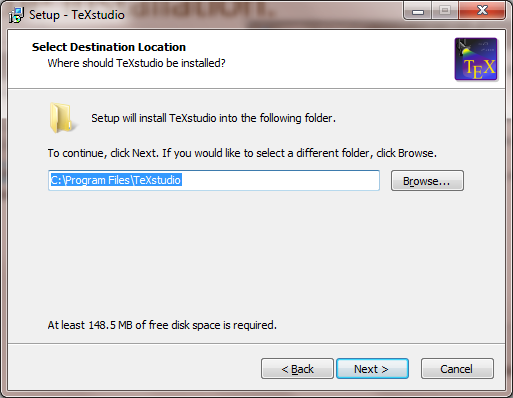 Setup - TeXstudio
Select Destination Location
Where should TeXstudio be installed?
TEX
Setup will install TeXstudio into the following folder.
To continue, click Next. If you would like to select a different folder, click Browse.
C:\Program Files\TeXstudio
Browse...
At least 148.5 MB of free disk space is required.
< Back
Next >
Cancel